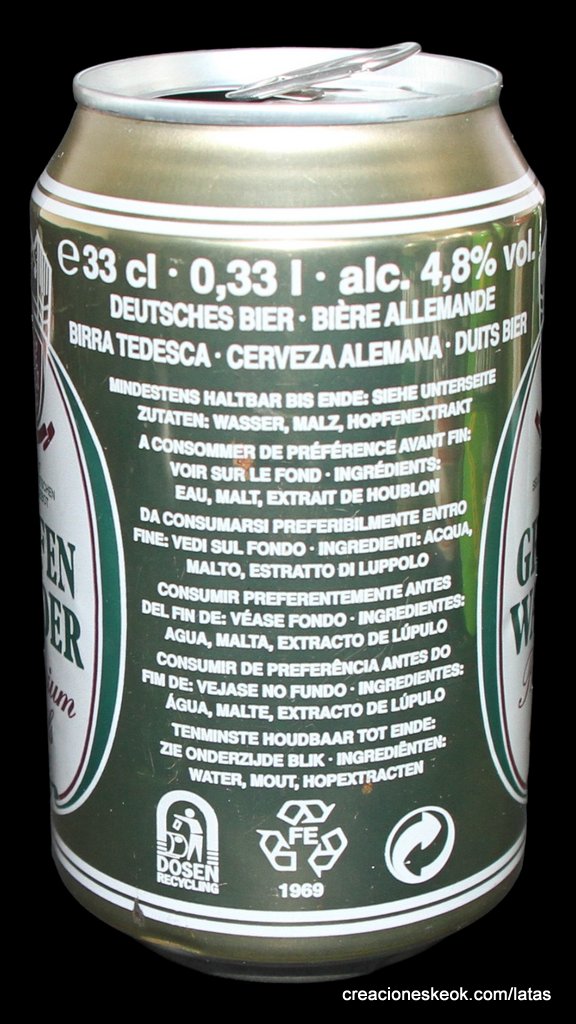 e 33 cl · 0,33 l · alc. 4,8% vol.
DEUTSCHES BIER · BIÈRE ALLEMANDE
BIRRA TEDESCA · CERVEZA ALEMANA · DUITS BIER
MINDESTENS HALTBAR BIS ENDE: SIEHE UNTERSEITE
ZUTATEN: WASSER, MALZ, HOPFENEXTRAKT
A CONSOMMER DE PRÉFÉRENCE AVANT FIN:
VOIR SUR LE FOND · INGRÉDIENTS:
EAU, MALT, EXTRAIT DE HOUBLON
DA CONSUMARSI PREFERIBILMENTE ENTRO
FINE: VEDI SUL FONDO · INGREDIENTI: ACQUA,
MALTO, ESTRATTO DI LUPPOLO
CONSUMIR PREFERENTEMENTE ANTES
DEL FIN DE: VÉASE FONDO · INGREDIENTES:
AGUA, MALTA, EXTRACTO DE LÚPULO
CONSUMIR DE PREFERÊNCIA ANTES DO
FIM DE: VEJASE NO FUNDO · INGREDIENTES:
ÁGUA, MALTE, EXTRACTO DE LÚPULO
TENMINSTE HOUDBAAR TOT EINDE:
ZIE ONDERZIJDE BLIK · INGREDIËNTEN:
WATER, MOUT, HOPEXTRACTEN
DOSEN
RECYCLING
FE
1969
FEN
DER
ium
G
W
creacioneskeok.com/latas